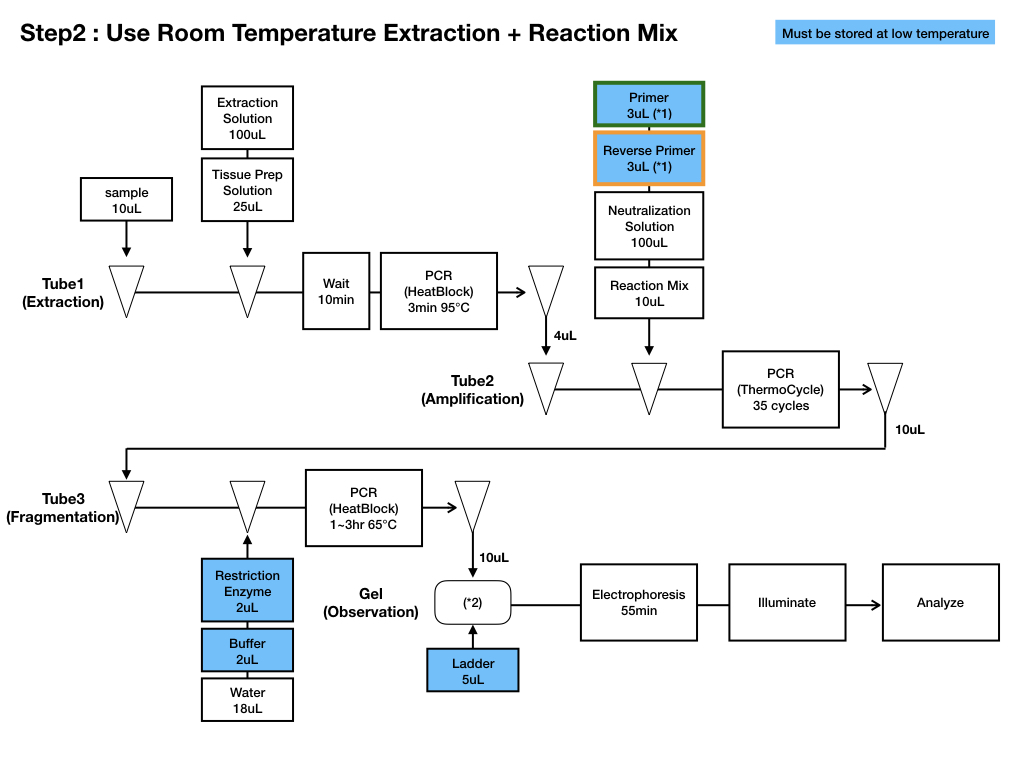 Step2 : Use Room Temperature Extraction + Reaction Mix
Must be stored at low temperature
Extraction
Solution
100uL
Tissue Prep
Solution
25uL
sample
10uL
Primer
3uL (*1)
Reverse Primer
3uL (*1)
Neutralization
Solution
100uL
Reaction Mix
10uL
Tube1
(Extraction)
Wait
10min
PCR
(HeatBlock)
3min 95°C
4uL
Tube2
(Amplification)
PCR
(ThermoCycle)
35 cycles
10uL
Tube3
(Fragmentation)
PCR
(HeatBlock)
1~3hr 65°C
10uL
Restriction
Enzyme
2uL
Buffer
2uL
Water
18uL
Gel
(Observation)
(*2)
Ladder
5uL
Electrophoresis
55min
Illuminate
Analyze